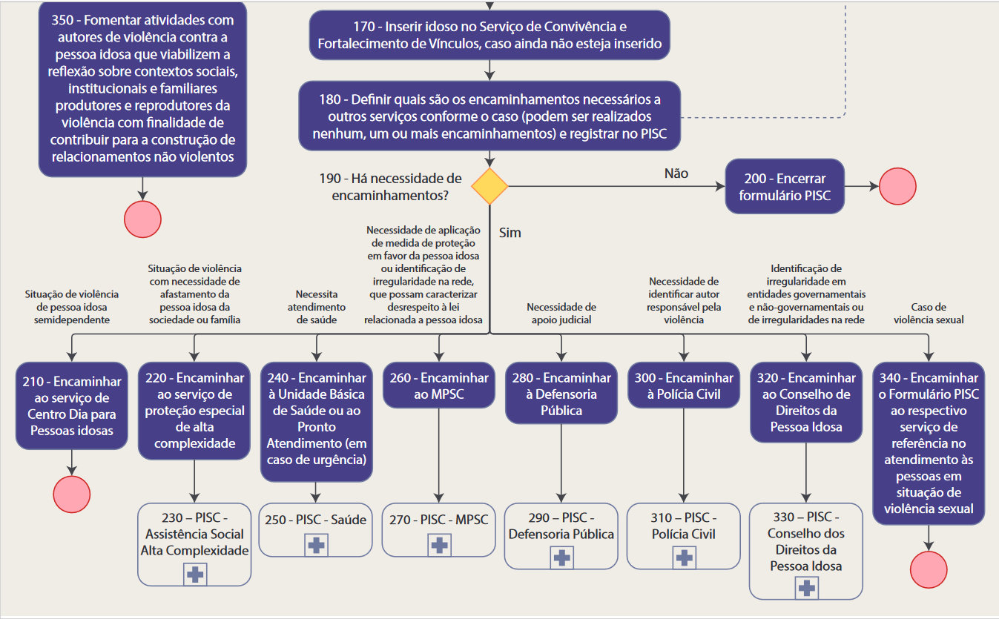 350 - Fomentar atividades com
autores de violência contra a
pessoa idosa que viabilizem a
reflexão sobre contextos sociais,
institucionais e familiares
produtores e reprodutores da
violência com finalidade de
contribuir para a construção de
relacionamentos não violentos
170 - Inserir idoso no Serviço de Convivência e
Fortalecimento de Vínculos, caso ainda não esteja inserido
180 - Definir quais são os encaminhamentos necessários a
outros serviços conforme o caso (podem ser realizados
nenhum, um ou mais encaminhamentos) e registrar no PISC
190 - Há necessidade de
encaminhamentos?
Não
200 - Encerrar
formulário PISC
Sim
Situação de violência
de pessoa idosa
semidependente
Situação de violência
com necessidade de
afastamento da
pessoa idosa da
sociedade ou família
Necessita
atendimento
de saúde
Necessidade de aplicação
de medida de proteção
em favor da pessoa idosa
ou identificação de
irregularidade na rede,
que possam caracterizar
desrespeito à lei
relacionada a pessoa idosa
Necessidade de
apoio judicial
Necessidade de
identificar autor
responsável pela
violência
Identificação de
irregularidade em
entidades governamentais
e não-governamentais ou
de irregularidades na rede
Caso de
violência sexual
210 - Encaminhar
ao serviço de
Centro Dia para
Pessoas idosas
220 - Encaminhar
ao serviço de
proteção especial
de alta
complexidade
240 - Encaminhar
à Unidade Básica
de Saúde ou ao
Pronto
Atendimento (em
caso de urgência)
260 - Encaminhar
ao MPSC
280 - Encaminhar
à Defensoria
Pública
300 - Encaminhar
à Polícia Civil
320 - Encaminhar
ao Conselho de
Direitos da
Pessoa Idosa
340 - Encaminhar
o Formulário PISC
ao respectivo
serviço de
referência no
atendimento às
pessoas em
situação de
violência sexual
230 – PISC -
Assistência Social
Alta Complexidade
250 - PISC - Saúde
270 - PISC - MPSC
290 – PISC -
Defensoria Pública
310 – PISC -
Polícia Civil
330 – PISC -
Conselho dos
Direitos da
Pessoa Idosa